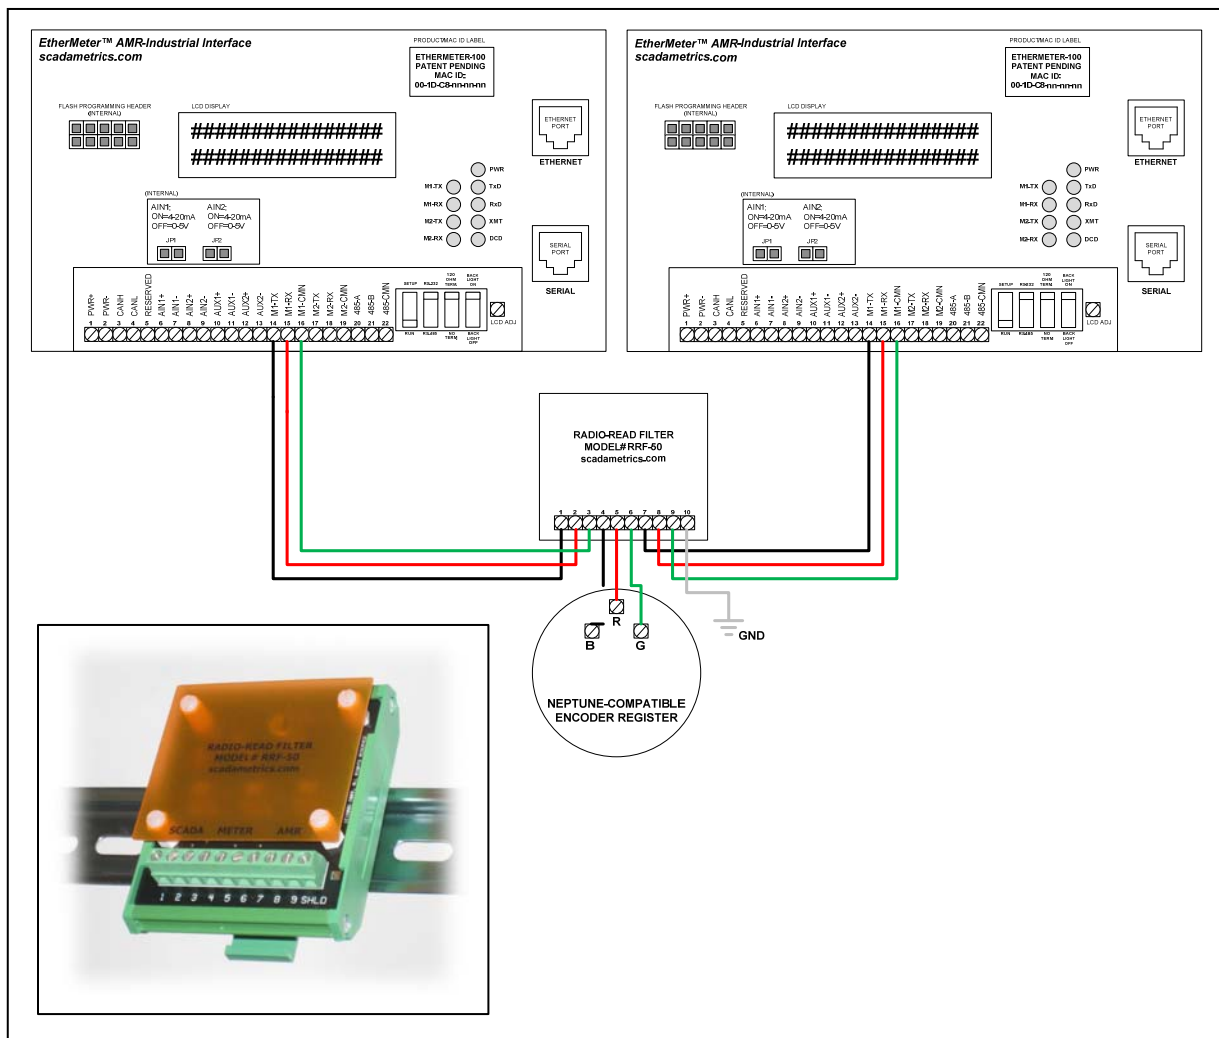 EtherMeter™ AMR-Industrial Interface
scadametrics.com
PRODUCT/MAC ID LABEL
ETHERMETER-100
PATENT PENDING
MAC ID:
00-1D-C8-nn-nn-nn
FLASH PROGRAMMING HEADER
(INTERNAL)
LCD DISPLAY
####################
####################
ETHERNET
PORT
ETHERNET
PWR
M1-TX TxD
M1-RX RxD
M2-TX XMT
M2-RX DCD
(INTERNAL)
AIN1: AIN2:
ON=4-20mA ON=4-20mA
OFF=0-5V OFF=0-5V
JP1 JP2
SERIAL
PORT
SERIAL
PWR+ PWR- CANH CANL RESERVED AIN1+ AIN1- AIN2+ AIN2- AUX1+ AUX1- AUX2+ AUX2- M1-TX M1-RX M1-CMN M2-TX M2-RX M2-CMN 485-A 485-B 485-CMN
1 2 3 4 5 6 7 8 9 10 11 12 13 14 15 16 17 18 19 20 21 22
SETUP RS232 120 OHM TERM. BACK LIGHT ON
RUN RS485 NO TERM. BACK LIGHT OFF
LCD ADJ
EtherMeter™ AMR-Industrial Interface
scadametrics.com
PRODUCT/MAC ID LABEL
ETHERMETER-100
PATENT PENDING
MAC ID:
00-1D-C8-nn-nn-nn
FLASH PROGRAMMING HEADER
(INTERNAL)
LCD DISPLAY
####################
####################
ETHERNET
PORT
ETHERNET
PWR
M1-TX TxD
M1-RX RxD
M2-TX XMT
M2-RX DCD
(INTERNAL)
AIN1: AIN2:
ON=4-20mA ON=4-20mA
OFF=0-5V OFF=0-5V
JP1 JP2
SERIAL
PORT
SERIAL
PWR+ PWR- CANH CANL RESERVED AIN1+ AIN1- AIN2+ AIN2- AUX1+ AUX1- AUX2+ AUX2- M1-TX M1-RX M1-CMN M2-TX M2-RX M2-CMN 485-A 485-B 485-CMN
1 2 3 4 5 6 7 8 9 10 11 12 13 14 15 16 17 18 19 20 21 22
SETUP RS232 120 OHM TERM. BACK LIGHT ON
RUN RS485 NO TERM. BACK LIGHT OFF
LCD ADJ
RADIO-READ FILTER
MODEL# RRF-50
scadametrics.com
1 2 3 4 5 6 7 8 9 10
R
B G
GND
NEPTUNE-COMPATIBLE
ENCODER REGISTER
RADIO-READ FILTER
MODEL# RRF-50
scadametrics.com
SCADA METER AMR
1 2 3 4 5 6 7 8 9 SHLD